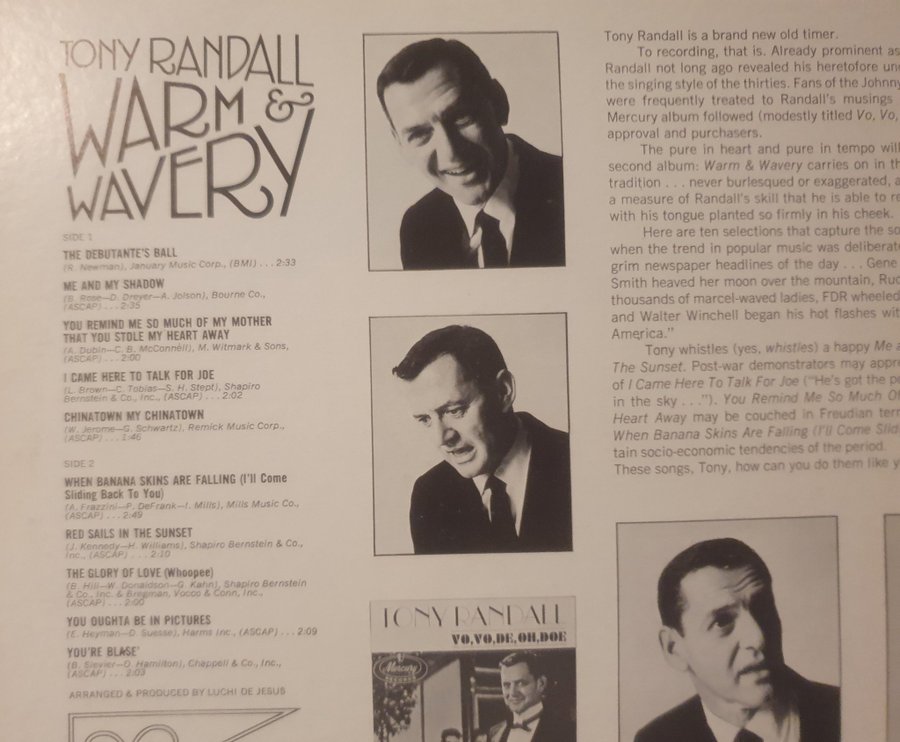 TONY RANDALL
WARM &
WAVERY
SIDE 1
THE DEBUTANTE'S BALL
(R. Newman), January Music Corp., (BMI) . . . 2:33
ME AND MY SHADOW
(B. Rose—D. Dreyer—A. Jolson), Bourne Co.,
(ASCAP) . . . 2:35
YOU REMIND ME SO MUCH OF MY MOTHER
THAT YOU STOLE MY HEART AWAY
(A. Dubin—C. B. McConnell), M. Witmark & Sons,
(ASCAP) . . . 2:00
I CAME HERE TO TALK FOR JOE
(L. Brown—C. Tobias—S. H. Stept), Shapiro
Bernstein & Co., Inc., (ASCAP) . . . 2:02
CHINATOWN MY CHINATOWN
(W. Jerome—G. Schwartz), Remick Music Corp.,
(ASCAP) . . . 1:46
SIDE 2
WHEN BANANA SKINS ARE FALLING (I'll Come
Sliding Back To You)
(A. Frazzini—P. DeFrank—I. Mills), Mills Music Co.,
(ASCAP) . . . 2:49
RED SAILS IN THE SUNSET
(J. Kennedy—H. Williams), Shapiro Bernstein & Co.,
Inc., (ASCAP) . . . 2:10
THE GLORY OF LOVE (Whoopee)
(B. Hill—W. Donaldson—G. Kahn), Shapiro Bernstein
& Co., Inc. & Bregman, Vocco & Conn, Inc.,
(ASCAP) . . . 2:00
YOU OUGHTA BE IN PICTURES
(E. Heyman—D. Suesse), Harms Inc., (ASCAP) . . . 2:09
YOU'RE BLASE'
(B. Sievier—O. Hamilton), Chappell & Co., Inc.,
(ASCAP) . . . 2:03
ARRANGED & PRODUCED BY LUCHI DE JESUS
TONY RANDALL
VO, VO, DE, OH, DOE
Mercury
Tony Randall is a brand new old timer.
To recording, that is. Already prominent as
Randall not long ago revealed his heretofore un
the singing style of the thirties. Fans of the Johnny
were frequently treated to Randall's musings
Mercury album followed (modestly titled Vo, Vo,
approval and purchasers.
The pure in heart and pure in tempo will
second album: Warm & Wavery carries on in th
tradition . . . never burlesqued or exaggerated, a
a measure of Randall's skill that he is able to re
with his tongue planted so firmly in his cheek.
Here are ten selections that capture the so
when the trend in popular music was deliberate
grim newspaper headlines of the day . . . Gene
Smith heaved her moon over the mountain, Rud
thousands of marcel-waved ladies, FDR wheeled
and Walter Winchell began his hot flashes wit
America."
Tony whistles (yes, whistles) a happy Me a
The Sunset. Post-war demonstrators may appre
of I Came Here To Talk For Joe ("He's got the pe
in the sky . . ."). You Remind Me So Much Of
Heart Away may be couched in Freudian term
When Banana Skins Are Falling (I'll Come Slid
tain socio-economic tendencies of the period.
These songs, Tony, how can you do them like y